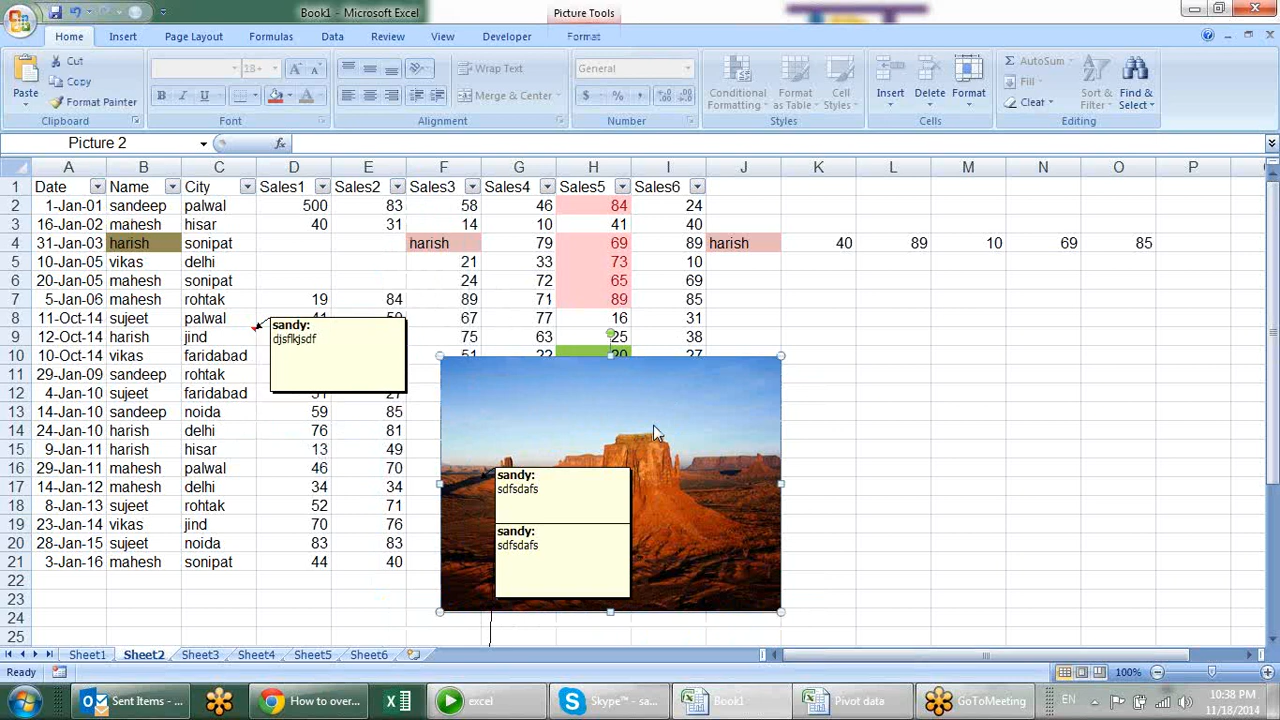 Book1 - Microsoft Excel
Picture Tools
Home Insert Page Layout Formulas Data Review View Developer Format
Paste
Cut
Copy
Format Painter
Clipboard
18
Font
Wrap Text
Merge & Center
Alignment
General
$ % ,
Number
Conditional Formatting
Format as Table
Cell Styles
Styles
Insert
Delete
Format
Cells
AutoSum
Fill
Clear
Sort & Filter
Find & Select
Editing
Picture 2
fx
A B C D E F G H I J K L M N O P
1 Date Name City Sales1 Sales2 Sales3 Sales4 Sales5 Sales6
2 1-Jan-01 sandeep palwal 500 83 58 46 84 24
3 16-Jan-02 mahesh hisar 40 31 14 10 41 40
4 31-Jan-03 harish sonipat harish 79 69 89 harish 40 89 10 69 85
5 10-Jan-05 vikas delhi 21 33 73 10
6 20-Jan-05 mahesh sonipat 24 72 65 69
7 5-Jan-06 mahesh rohtak 19 84 89 71 89 85
8 11-Oct-14 sujeet palwal 67 77 16 31
9 12-Oct-14 harish jind 75 63 25 38
10 10-Oct-14 vikas faridabad 51 22 20 27
11 29-Jan-09 sandeep rohtak
12 4-Jan-10 sujeet faridabad
13 14-Jan-10 sandeep noida 59 85
14 24-Jan-10 harish delhi 76 81
15 9-Jan-11 harish hisar 13 49
16 29-Jan-11 mahesh palwal 46 70
17 14-Jan-12 mahesh delhi 34 34
18 8-Jan-13 sujeet rohtak 52 71
19 23-Jan-14 vikas jind 70 76
20 28-Jan-15 sujeet noida 83 83
21 3-Jan-16 mahesh sonipat 44 40
22
23
24
25
sandy:
djsflkjsdf
sandy:
sdfsdafs
sandy:
sdfsdafs
Sheet1 Sheet2 Sheet3 Sheet4 Sheet5 Sheet6
Ready
100%
Sent Items - ...
How to over...
excel
Skype™ - sa...
Book1
Pivot data
GoToMeeting
EN
10:38 PM
11/18/2014